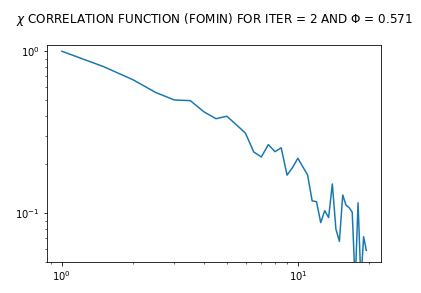 χ CORRELATION FUNCTION (FOMIN) FOR ITER = 2 AND Φ = 0.571
10⁰
10⁻¹
10⁰ 10¹